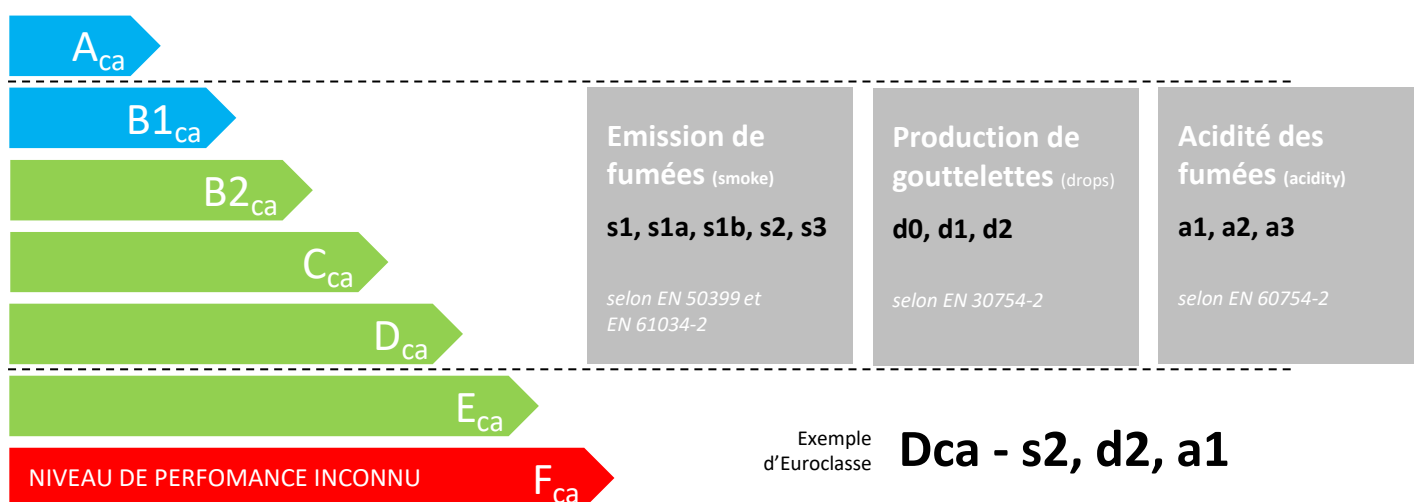 Aca
B1ca
B2ca
Cca
Dca
Eca
NIVEAU DE PERFOMANCE INCONNU Fca
Emission de
fumées (smoke)
s1, s1a, s1b, s2, s3
selon EN 50399 et
EN 61034-2
Production de
gouttelettes (drops)
d0, d1, d2
selon EN 30754-2
Acidité des
fumées (acidity)
a1, a2, a3
selon EN 60754-2
Exemple
d'Euroclasse
Dca - s2, d2, a1